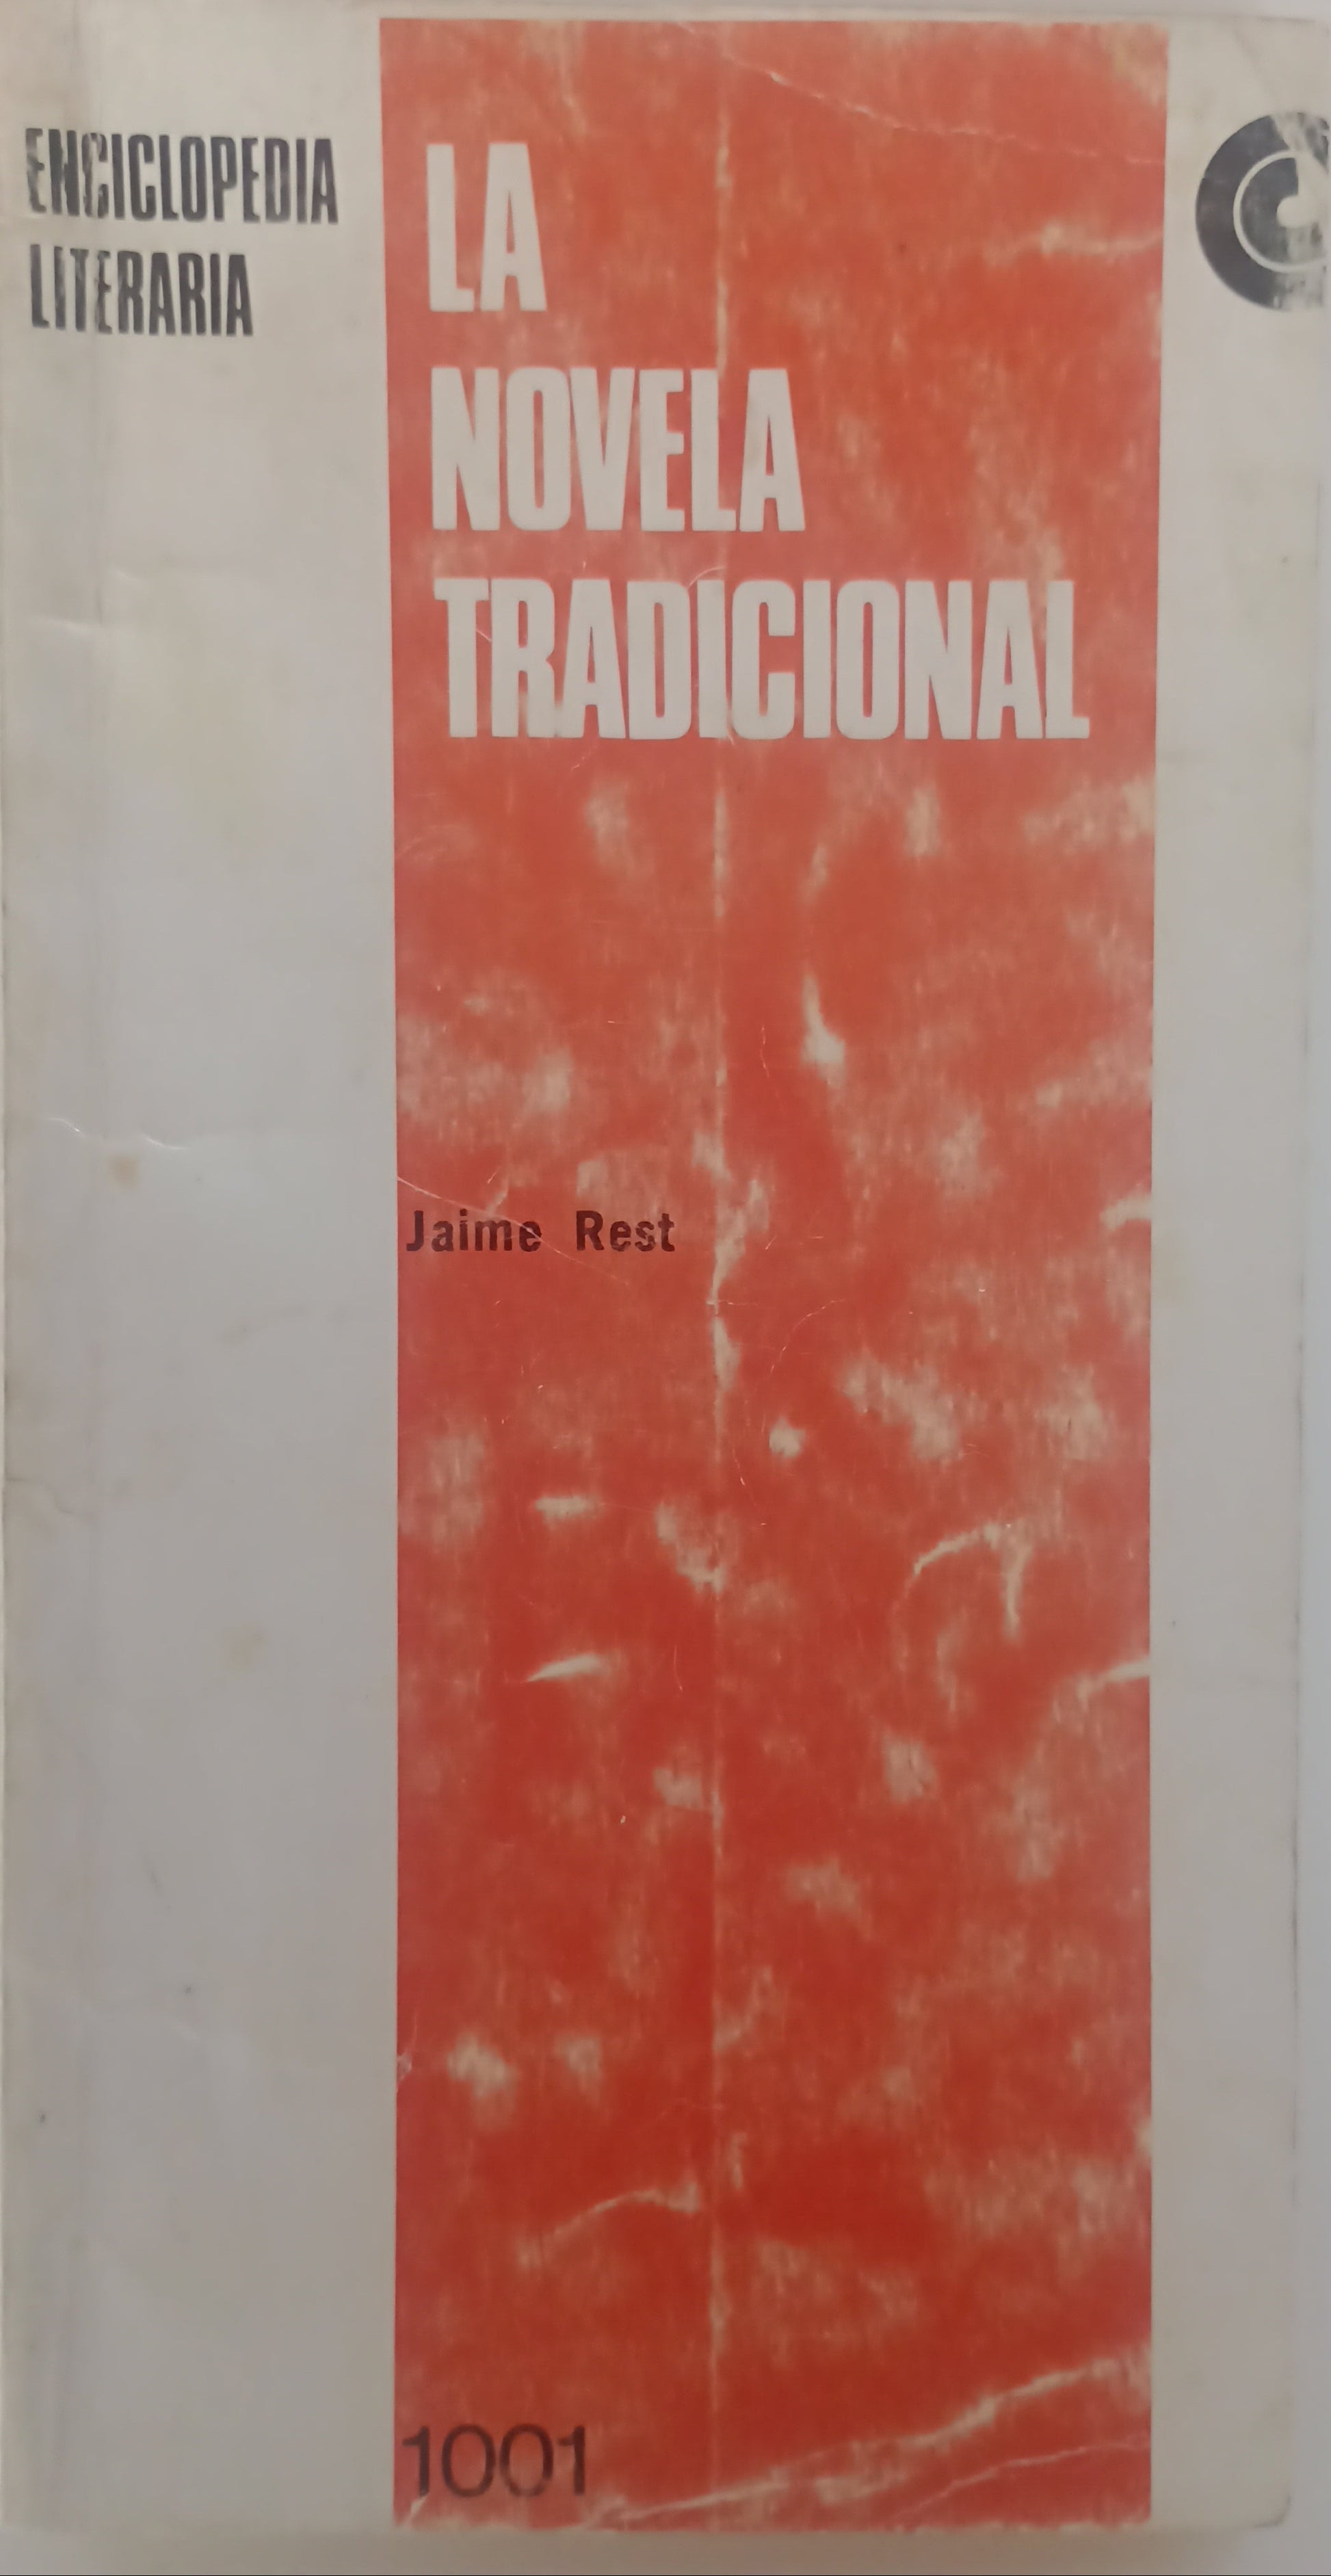 ENCICLOPEDIA
LITERARIA
LA
NOVELA
TRADICIONAL
Jaime Rest
1001